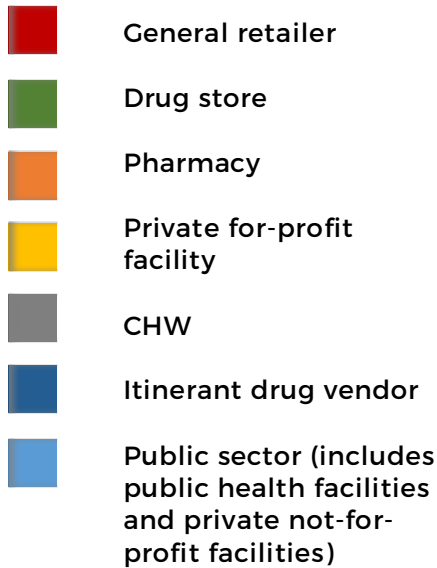 General retailer
Drug store
Pharmacy
Private for-profit
facility
CHW
Itinerant drug vendor
Public sector (includes
public health facilities
and private not-for-
profit facilities)